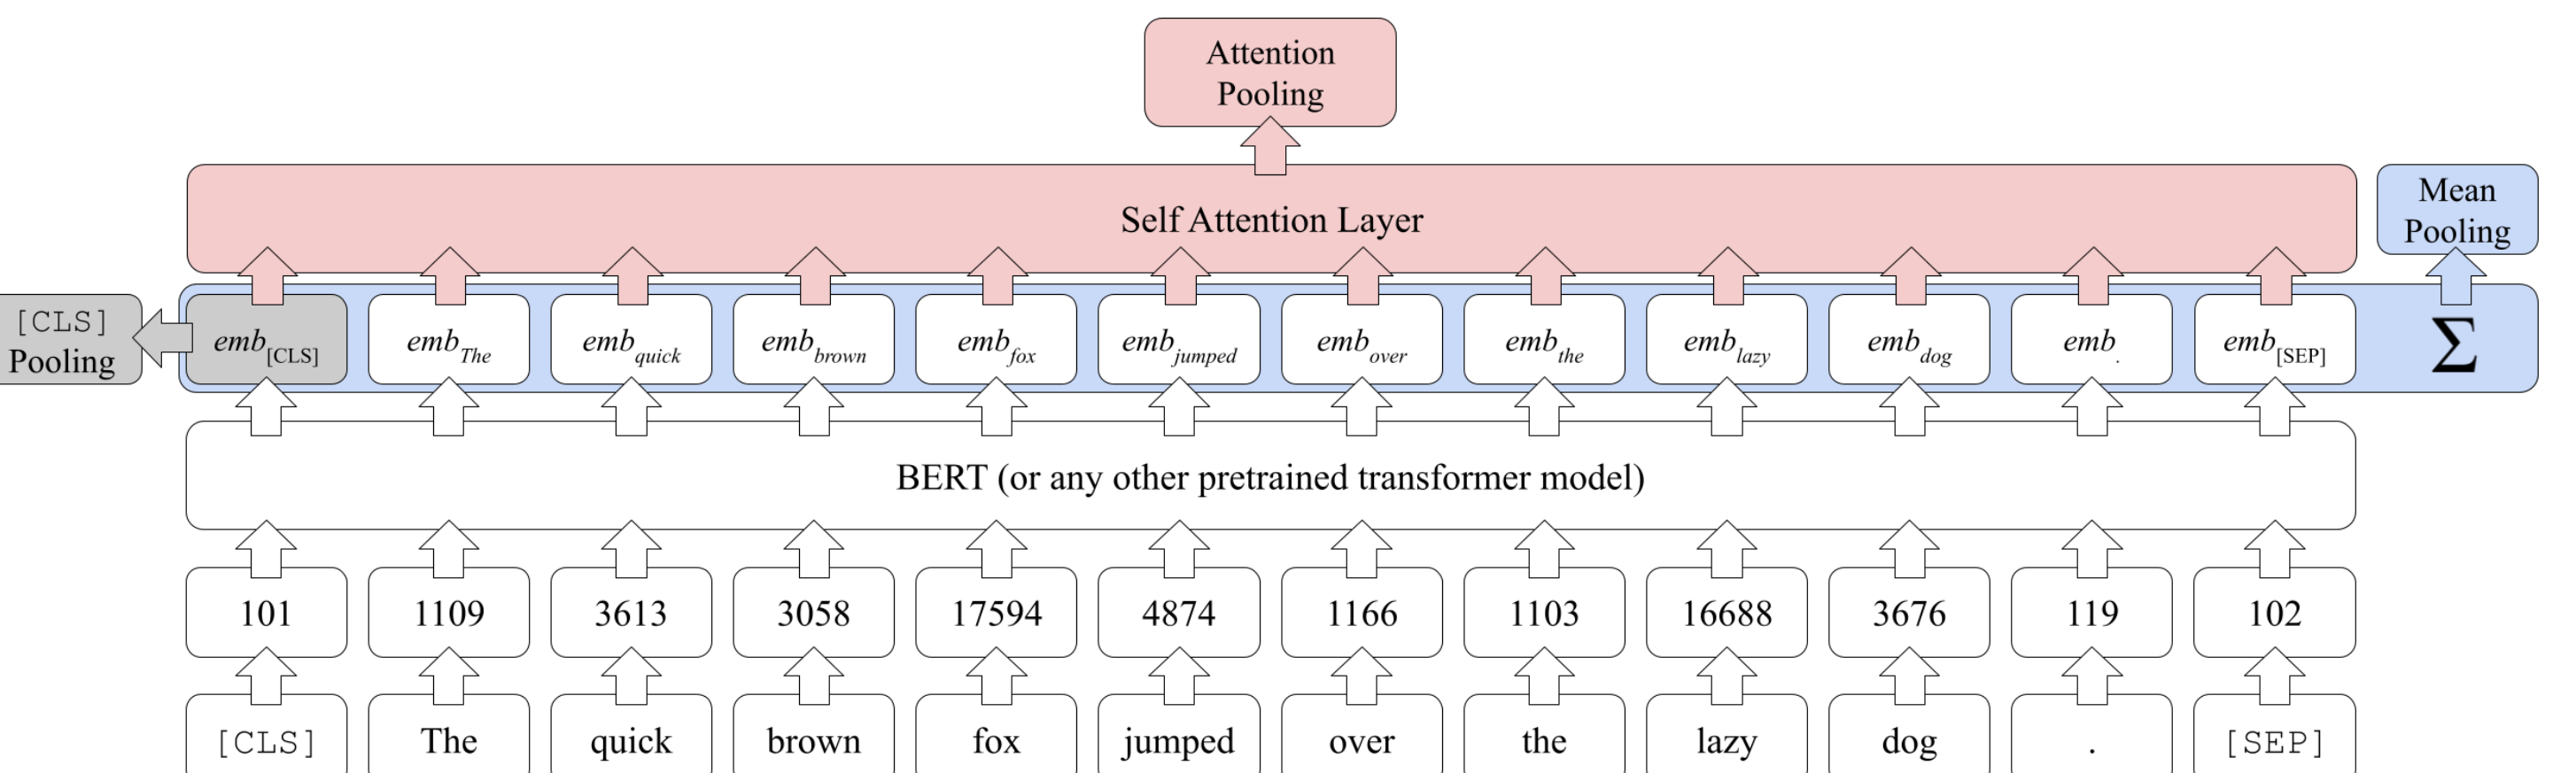 Attention
Pooling
Self Attention Layer
Mean
Pooling
[CLS]
Pooling
emb[CLS] embThe embquick embbrown embfox embjumped embover embthe emblazy embdog emb. emb[SEP] Σ
BERT (or any other pretrained transformer model)
101 1109 3613 3058 17594 4874 1166 1103 16688 3676 119 102
[CLS] The quick brown fox jumped over the lazy dog . [SEP]